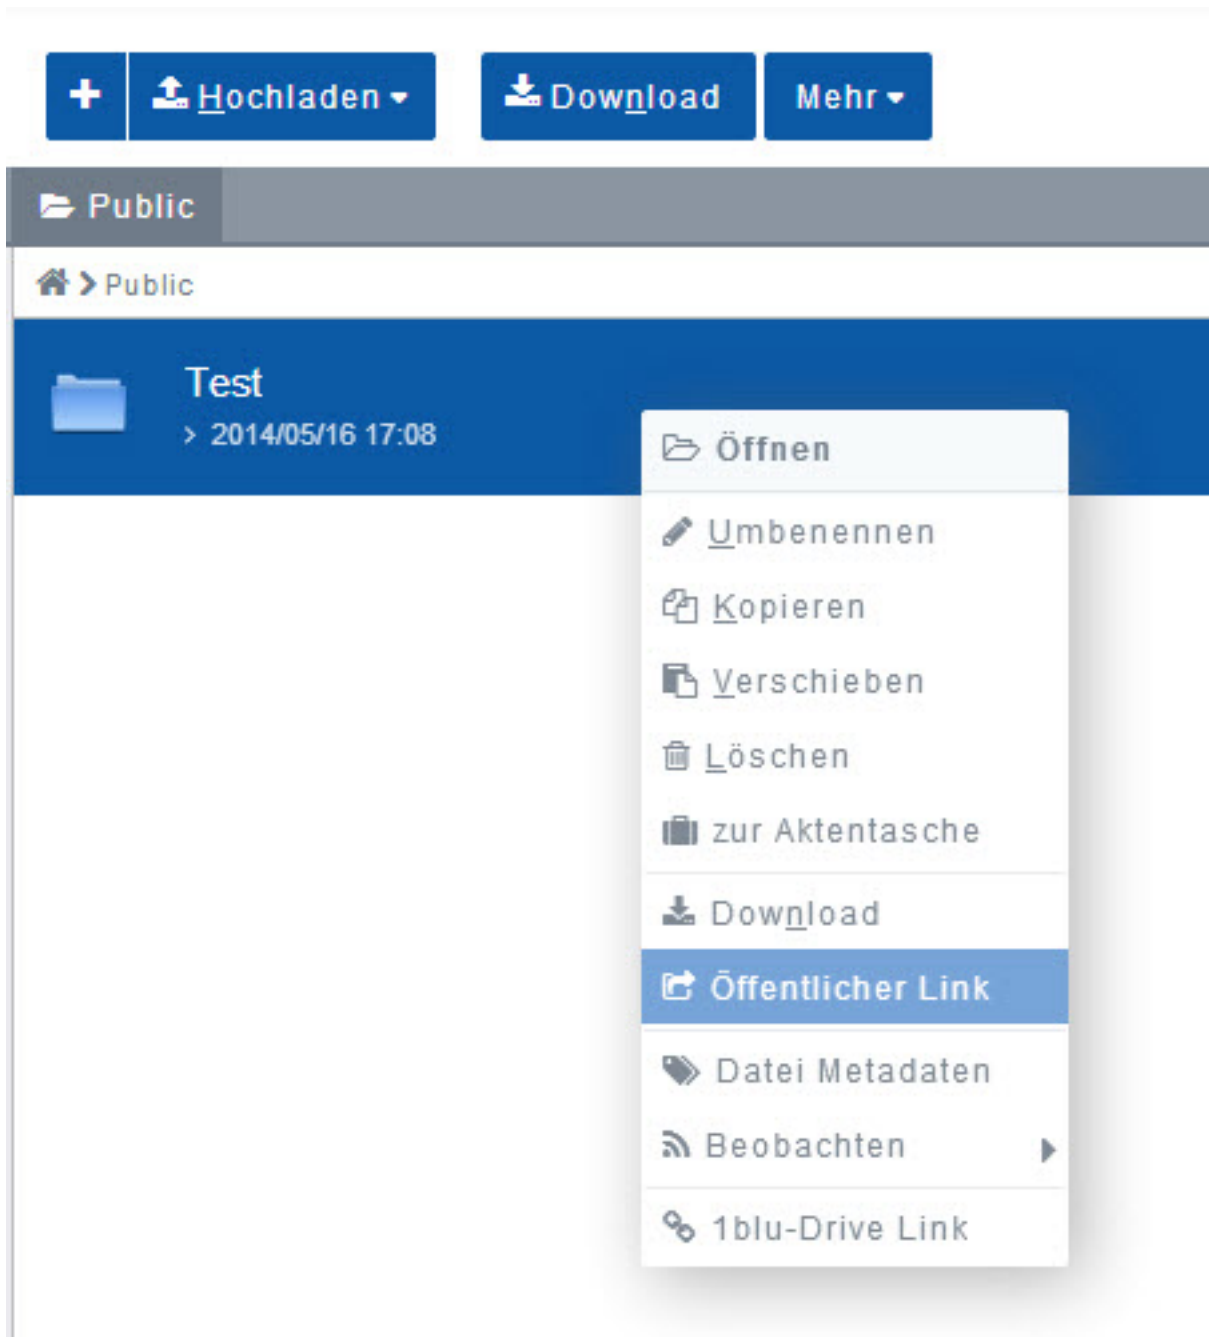 Hochladen
Download
Mehr
Public
Public
Test
> 2014/05/16 17:08
Öffnen
Umbenennen
Kopieren
Verschieben
Löschen
zur Aktentasche
Download
Öffentlicher Link
Datei Metadaten
Beobachten
1blu-Drive Link